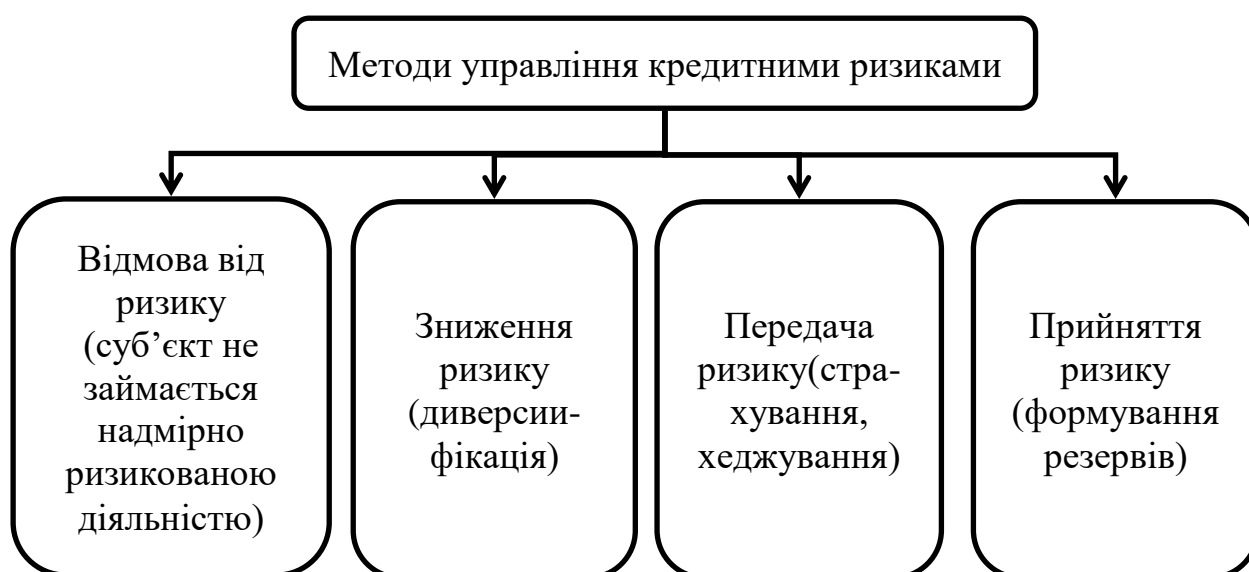 Методи управління кредитними ризиками
Відмова від
ризику
(суб’єкт не
займається
надмірно
ризикованою
діяльністю)
Зниження
ризику
(диверсии-
фікація)
Передача
ризику(стра-
хування,
хеджування)
Прийняття
ризику
(формування
резервів)